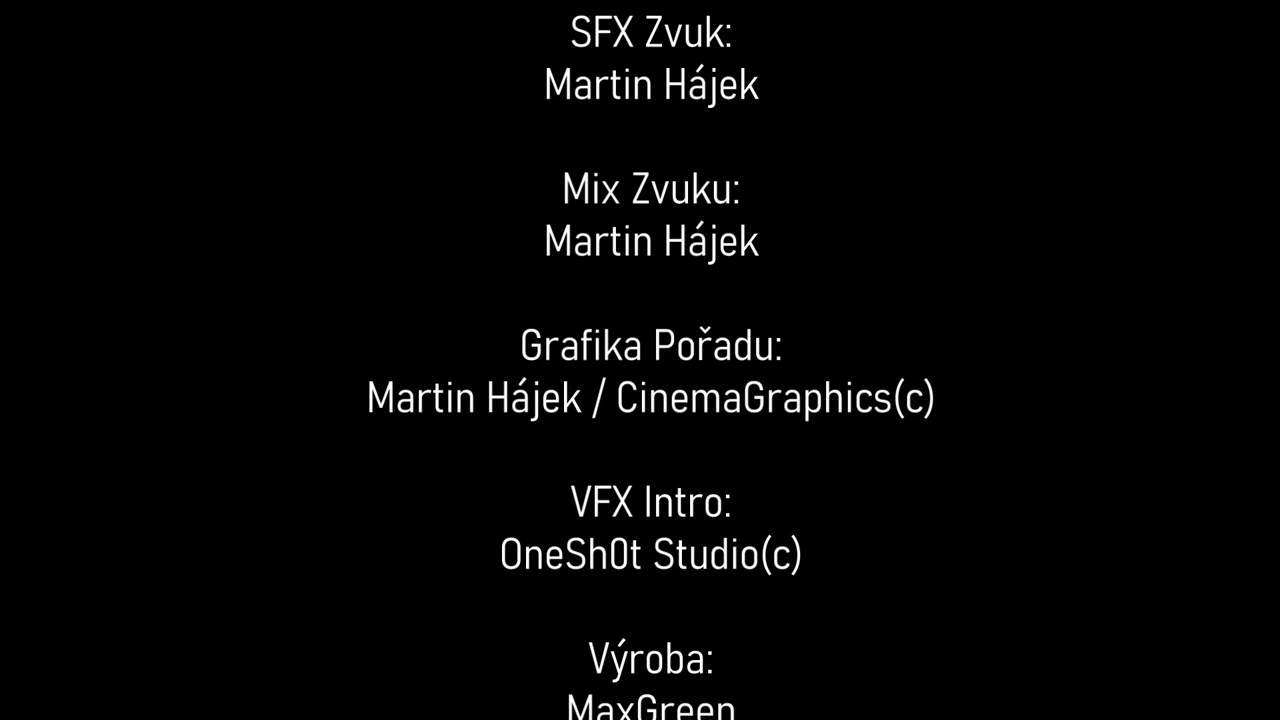 SFX Zvuk:
Martin Hájek
Mix Zvuku:
Martin Hájek
Grafika Pořadu:
Martin Hájek / CinemaGraphics(c)
VFX Intro:
OneSh0t Studio(c)
Výroba:
MaxGreen